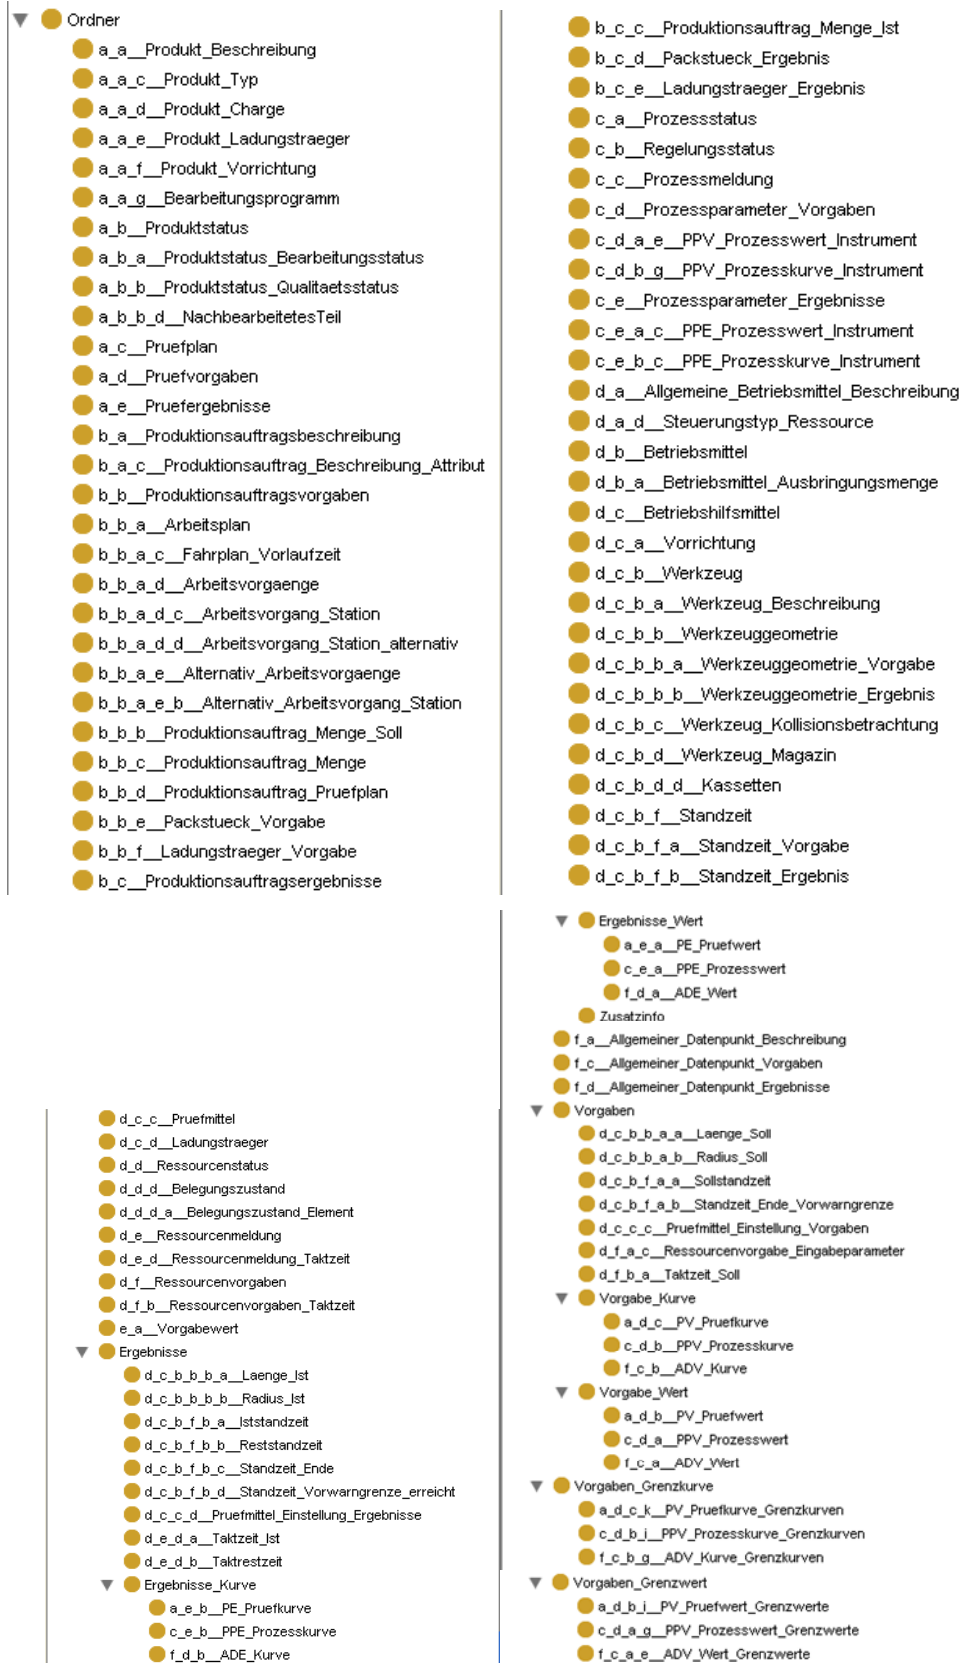 Ordner
a_a__Produkt_Beschreibung
a_a_c__Produkt_Typ
a_a_d__Produkt_Charge
a_a_e__Produkt_Ladungstraeger
a_a_f__Produkt_Vorrichtung
a_a_g__Bearbeitungsprogramm
a_b__Produktstatus
a_b_a__Produktstatus_Bearbeitungsstatus
a_b_b__Produktstatus_Qualitaetsstatus
a_b_b_d__NachbearbeitetesTeil
a_c__Pruefplan
a_d__Pruefvorgaben
a_e__Pruefergebnisse
b_a__Produktionsauftragsbeschreibung
b_a_c__Produktionsauftrag_Beschreibung_Attribut
b_b__Produktionsauftragsvorgaben
b_b_a__Arbeitsplan
b_b_a_c__Fahrplan_Vorlaufzeit
b_b_a_d__Arbeitsvorgaenge
b_b_a_d_c__Arbeitsvorgang_Station
b_b_a_d_d__Arbeitsvorgang_Station_alternativ
b_b_a_e__Alternativ_Arbeitsvorgaenge
b_b_a_e_b__Alternativ_Arbeitsvorgang_Station
b_b_b__Produktionsauftrag_Menge_Soll
b_b_c__Produktionsauftrag_Menge
b_b_d__Produktionsauftrag_Pruefplan
b_b_e__Packstueck_Vorgabe
b_b_f__Ladungstraeger_Vorgabe
b_c__Produktionsauftragsergebnisse
b_c_c__Produktionsauftrag_Menge_Ist
b_c_d__Packstueck_Ergebnis
b_c_e__Ladungstraeger_Ergebnis
c_a__Prozessstatus
c_b__Regelungsstatus
c_c__Prozessmeldung
c_d__Prozessparameter_Vorgaben
c_d_a_e__PPV_Prozesswert_Instrument
c_d_b_g__PPV_Prozesskurve_Instrument
c_e__Prozessparameter_Ergebnisse
c_e_a_c__PPE_Prozesswert_Instrument
c_e_b_c__PPE_Prozesskurve_Instrument
d_a__Allgemeine_Betriebsmittel_Beschreibung
d_a_d__Steuerungstyp_Ressource
d_b__Betriebsmittel
d_b_a__Betriebsmittel_Ausbringungsmenge
d_c__Betriebshilfsmittel
d_c_a__Vorrichtung
d_c_b__Werkzeug
d_c_b_a__Werkzeug_Beschreibung
d_c_b_b__Werkzeuggeometrie
d_c_b_b_a__Werkzeuggeometrie_Vorgabe
d_c_b_b_b__Werkzeuggeometrie_Ergebnis
d_c_b_c__Werkzeug_Kollisionsbetrachtung
d_c_b_d__Werkzeug_Magazin
d_c_b_d_d__Kassetten
d_c_b_f__Standzeit
d_c_b_f_a__Standzeit_Vorgabe
d_c_b_f_b__Standzeit_Ergebnis
d_c_c__Pruefmittel
d_c_d__Ladungstraeger
d_d__Ressourcenstatus
d_d_d__Belegungszustand
d_d_d_a__Belegungszustand_Element
d_e__Ressourcenmeldung
d_e_d__Ressourcenmeldung_Taktzeit
d_f__Ressourcenvorgaben
d_f_b__Ressourcenvorgaben_Taktzeit
e_a__Vorgabewert
Ergebnisse
d_c_b_b_b_a__Laenge_Ist
d_c_b_b_b_b__Radius_Ist
d_c_b_f_b_a__Iststandzeit
d_c_b_f_b_b__Reststandzeit
d_c_b_f_b_c__Standzeit_Ende
d_c_b_f_b_d__Standzeit_Vorwarngrenze_erreicht
d_c_c_d__Pruefmittel_Einstellung_Ergebnisse
d_e_d_a__Taktzeit_Ist
d_e_d_b__Taktrestzeit
Ergebnisse_Kurve
a_e_b__PE_Pruefkurve
c_e_b__PPE_Prozesskurve
f_d_b__ADE_Kurve
Ergebnisse_Wert
a_e_a__PE_Pruefwert
c_e_a__PPE_Prozesswert
f_d_a__ADE_Wert
Zusatzinfo
f_a__Allgemeiner_Datenpunkt_Beschreibung
f_c__Allgemeiner_Datenpunkt_Vorgaben
f_d__Allgemeiner_Datenpunkt_Ergebnisse
Vorgaben
d_c_b_b_a_a__Laenge_Soll
d_c_b_b_a_b__Radius_Soll
d_c_b_f_a_a__Sollstandzeit
d_c_b_f_a_b__Standzeit_Ende_Vorwarngrenze
d_c_c_c__Pruefmittel_Einstellung_Vorgaben
d_f_a_c__Ressourcenvorgabe_Eingabeparameter
d_f_b_a__Taktzeit_Soll
Vorgabe_Kurve
a_d_c__PV_Pruefkurve
c_d_b__PPV_Prozesskurve
f_c_b__ADV_Kurve
Vorgabe_Wert
a_d_b__PV_Pruefwert
c_d_a__PPV_Prozesswert
f_c_a__ADV_Wert
Vorgaben_Grenzkurve
a_d_c_k__PV_Pruefkurve_Grenzkurven
c_d_b_i__PPV_Prozesskurve_Grenzkurven
f_c_b_g__ADV_Kurve_Grenzkurven
Vorgaben_Grenzwert
a_d_b_i__PV_Pruefwert_Grenzwerte
c_d_a_g__PPV_Prozesswert_Grenzwerte
f_c_a_e__ADV_Wert_Grenzwerte